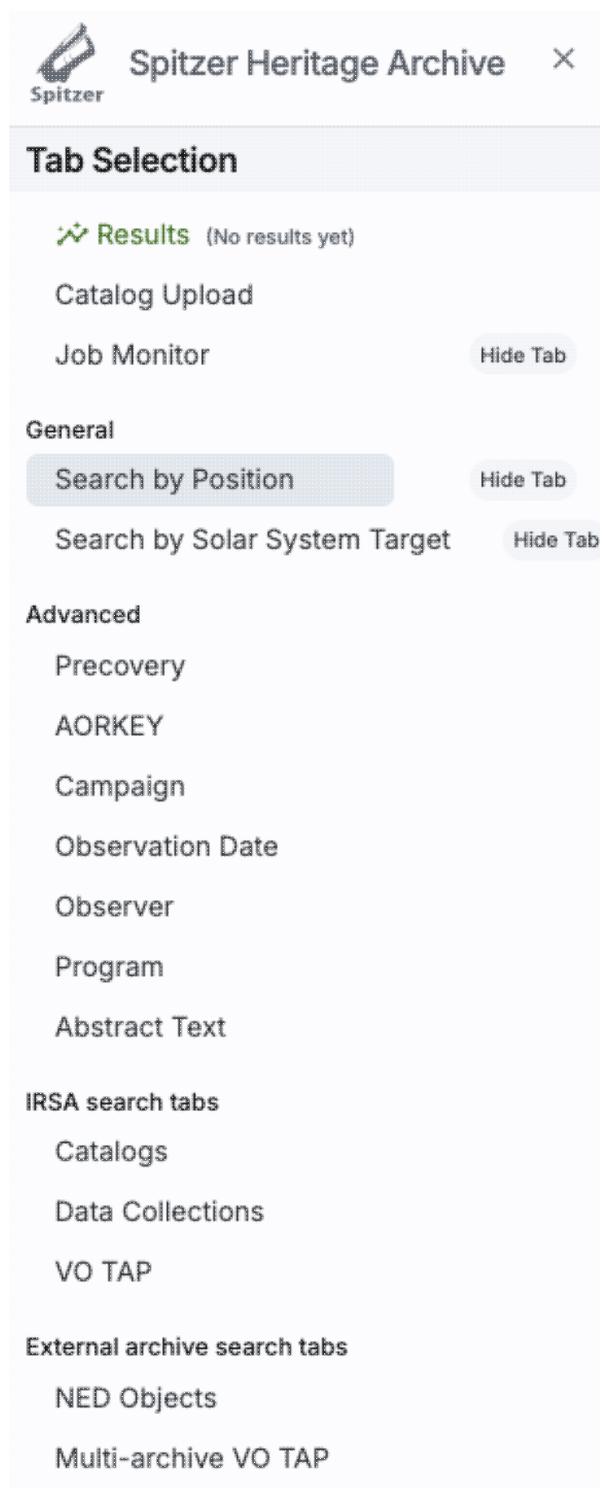 Spitzer
Spitzer Heritage Archive
Tab Selection
Results (No results yet)
Catalog Upload
Job Monitor Hide Tab
General
Search by Position Hide Tab
Search by Solar System Target Hide Tab
Advanced
Precovery
AORKEY
Campaign
Observation Date
Observer
Program
Abstract Text
IRSA search tabs
Catalogs
Data Collections
VO TAP
External archive search tabs
NED Objects
Multi-archive VO TAP